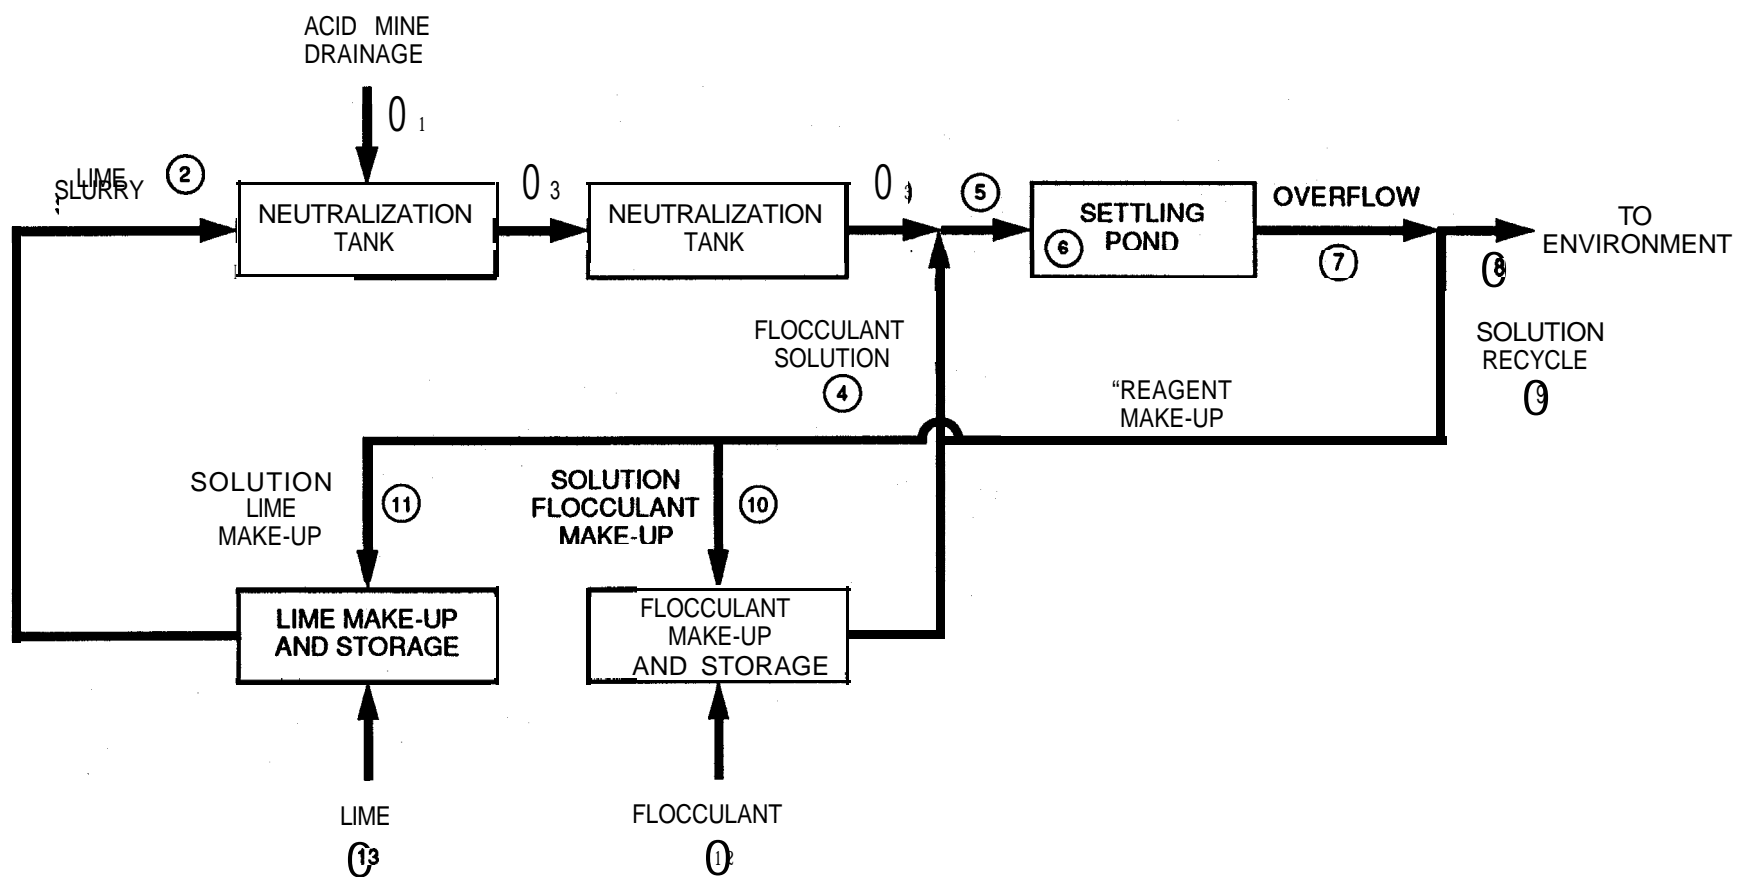 ACID MINE
DRAINAGE
1
LIME
SLURRY
2
NEUTRALIZATION
TANK
3
NEUTRALIZATION
TANK
3
5
SETTLING
POND
6
OVERFLOW
7
TO
ENVIRONMENT
8
FLOCCULANT
SOLUTION
4
SOLUTION
RECYCLE
9
“REAGENT
MAKE-UP
SOLUTION
LIME
MAKE-UP
11
SOLUTION
FLOCCULANT
MAKE-UP
10
LIME MAKE-UP
AND STORAGE
FLOCCULANT
MAKE-UP
AND STORAGE
LIME
13
FLOCCULANT
12